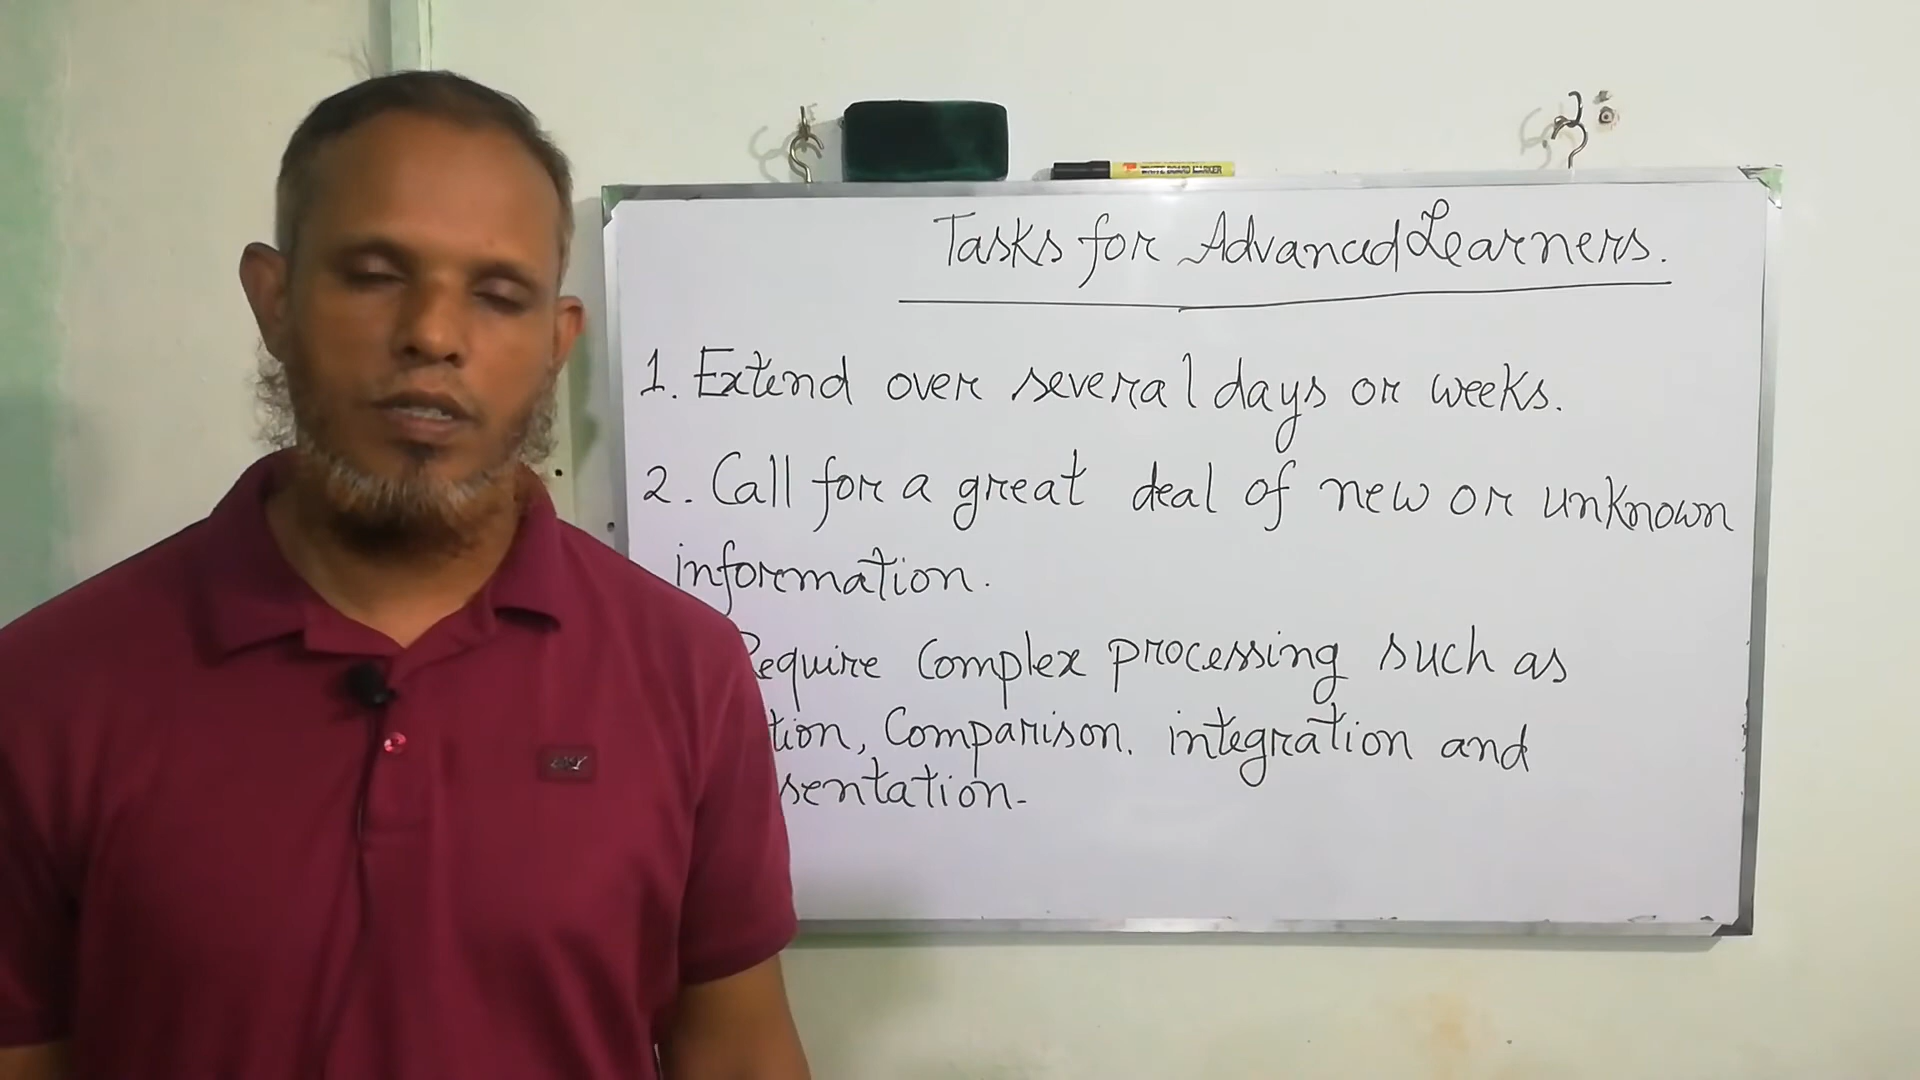 Tasks for Advanced Learners.
1. Extend over several days or weeks.
2. Call for a great deal of new or unknown
information.
Require Complex processing such as
tion, Comparison. integration and
sentation.